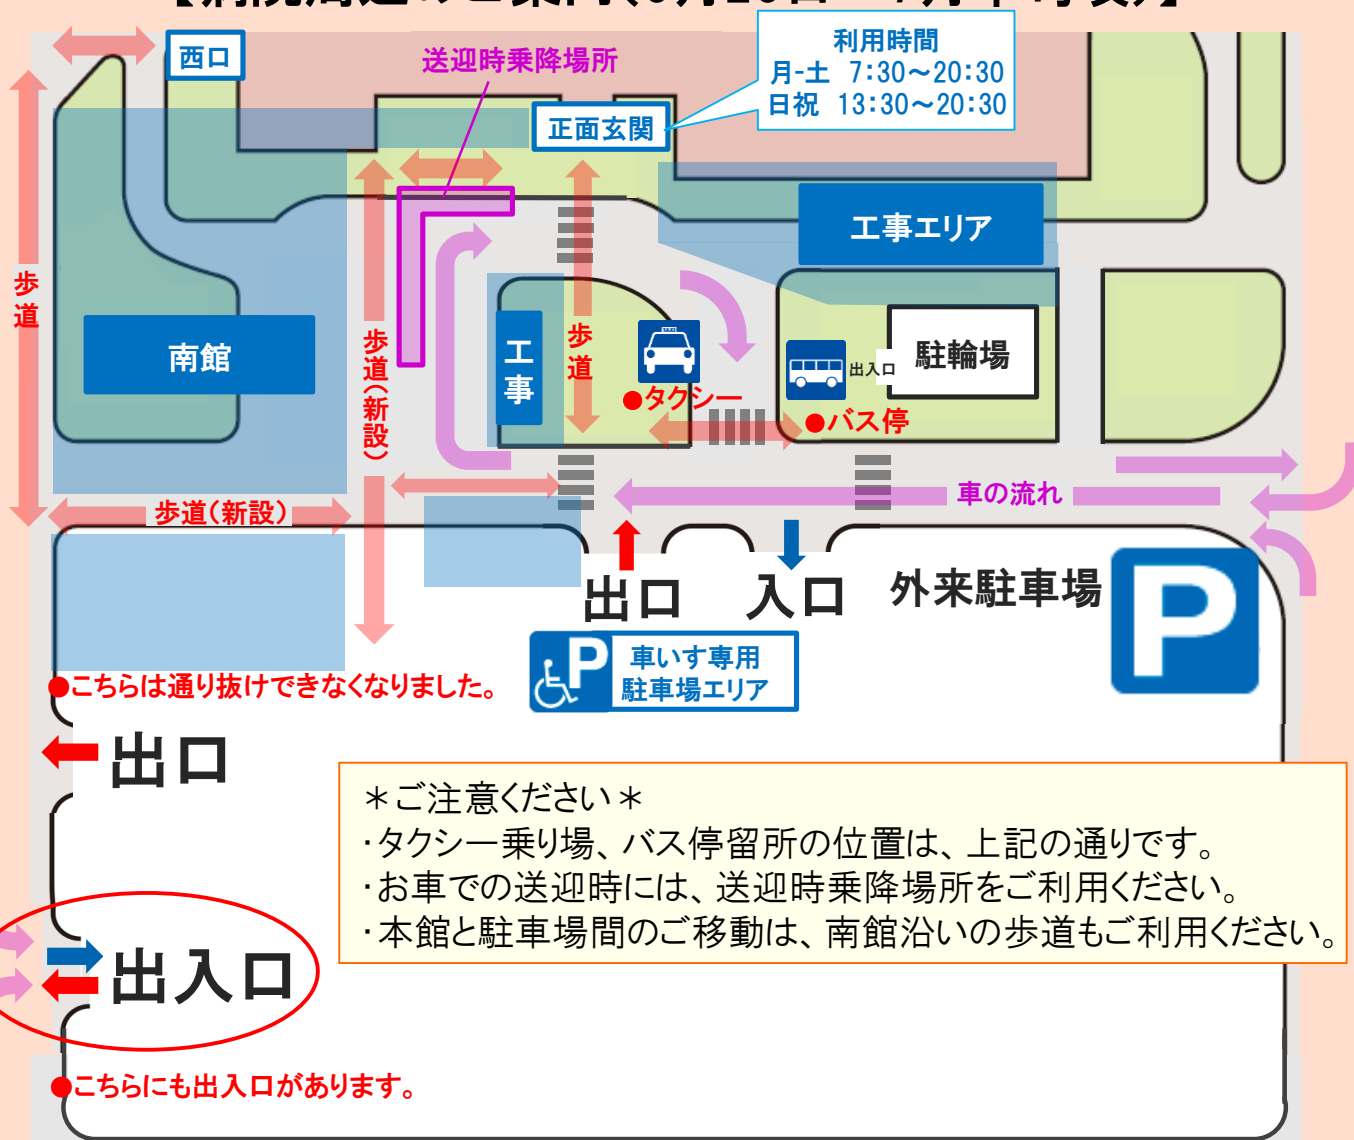 西口
送迎時乗降場所
利用時間
月-土 7:30～20:30
日祝 13:30～20:30
正面玄関
工事エリア
歩道
南館
歩道(新設)
工事
歩道
TAXI
●タクシー
出入口
駐輪場
●バス停
車の流れ
歩道(新設)
出口
入口
外来駐車場
P
P
車いす専用
駐車場エリア
●こちらは通り抜けできなくなりました。
出口
＊ご注意ください＊
・タクシー乗り場、バス停留所の位置は、上記の通りです。
・お車での送迎時には、送迎時乗降場所をご利用ください。
・本館と駐車場間のご移動は、南館沿いの歩道もご利用ください。
出入口
●こちらにも出入口があります。